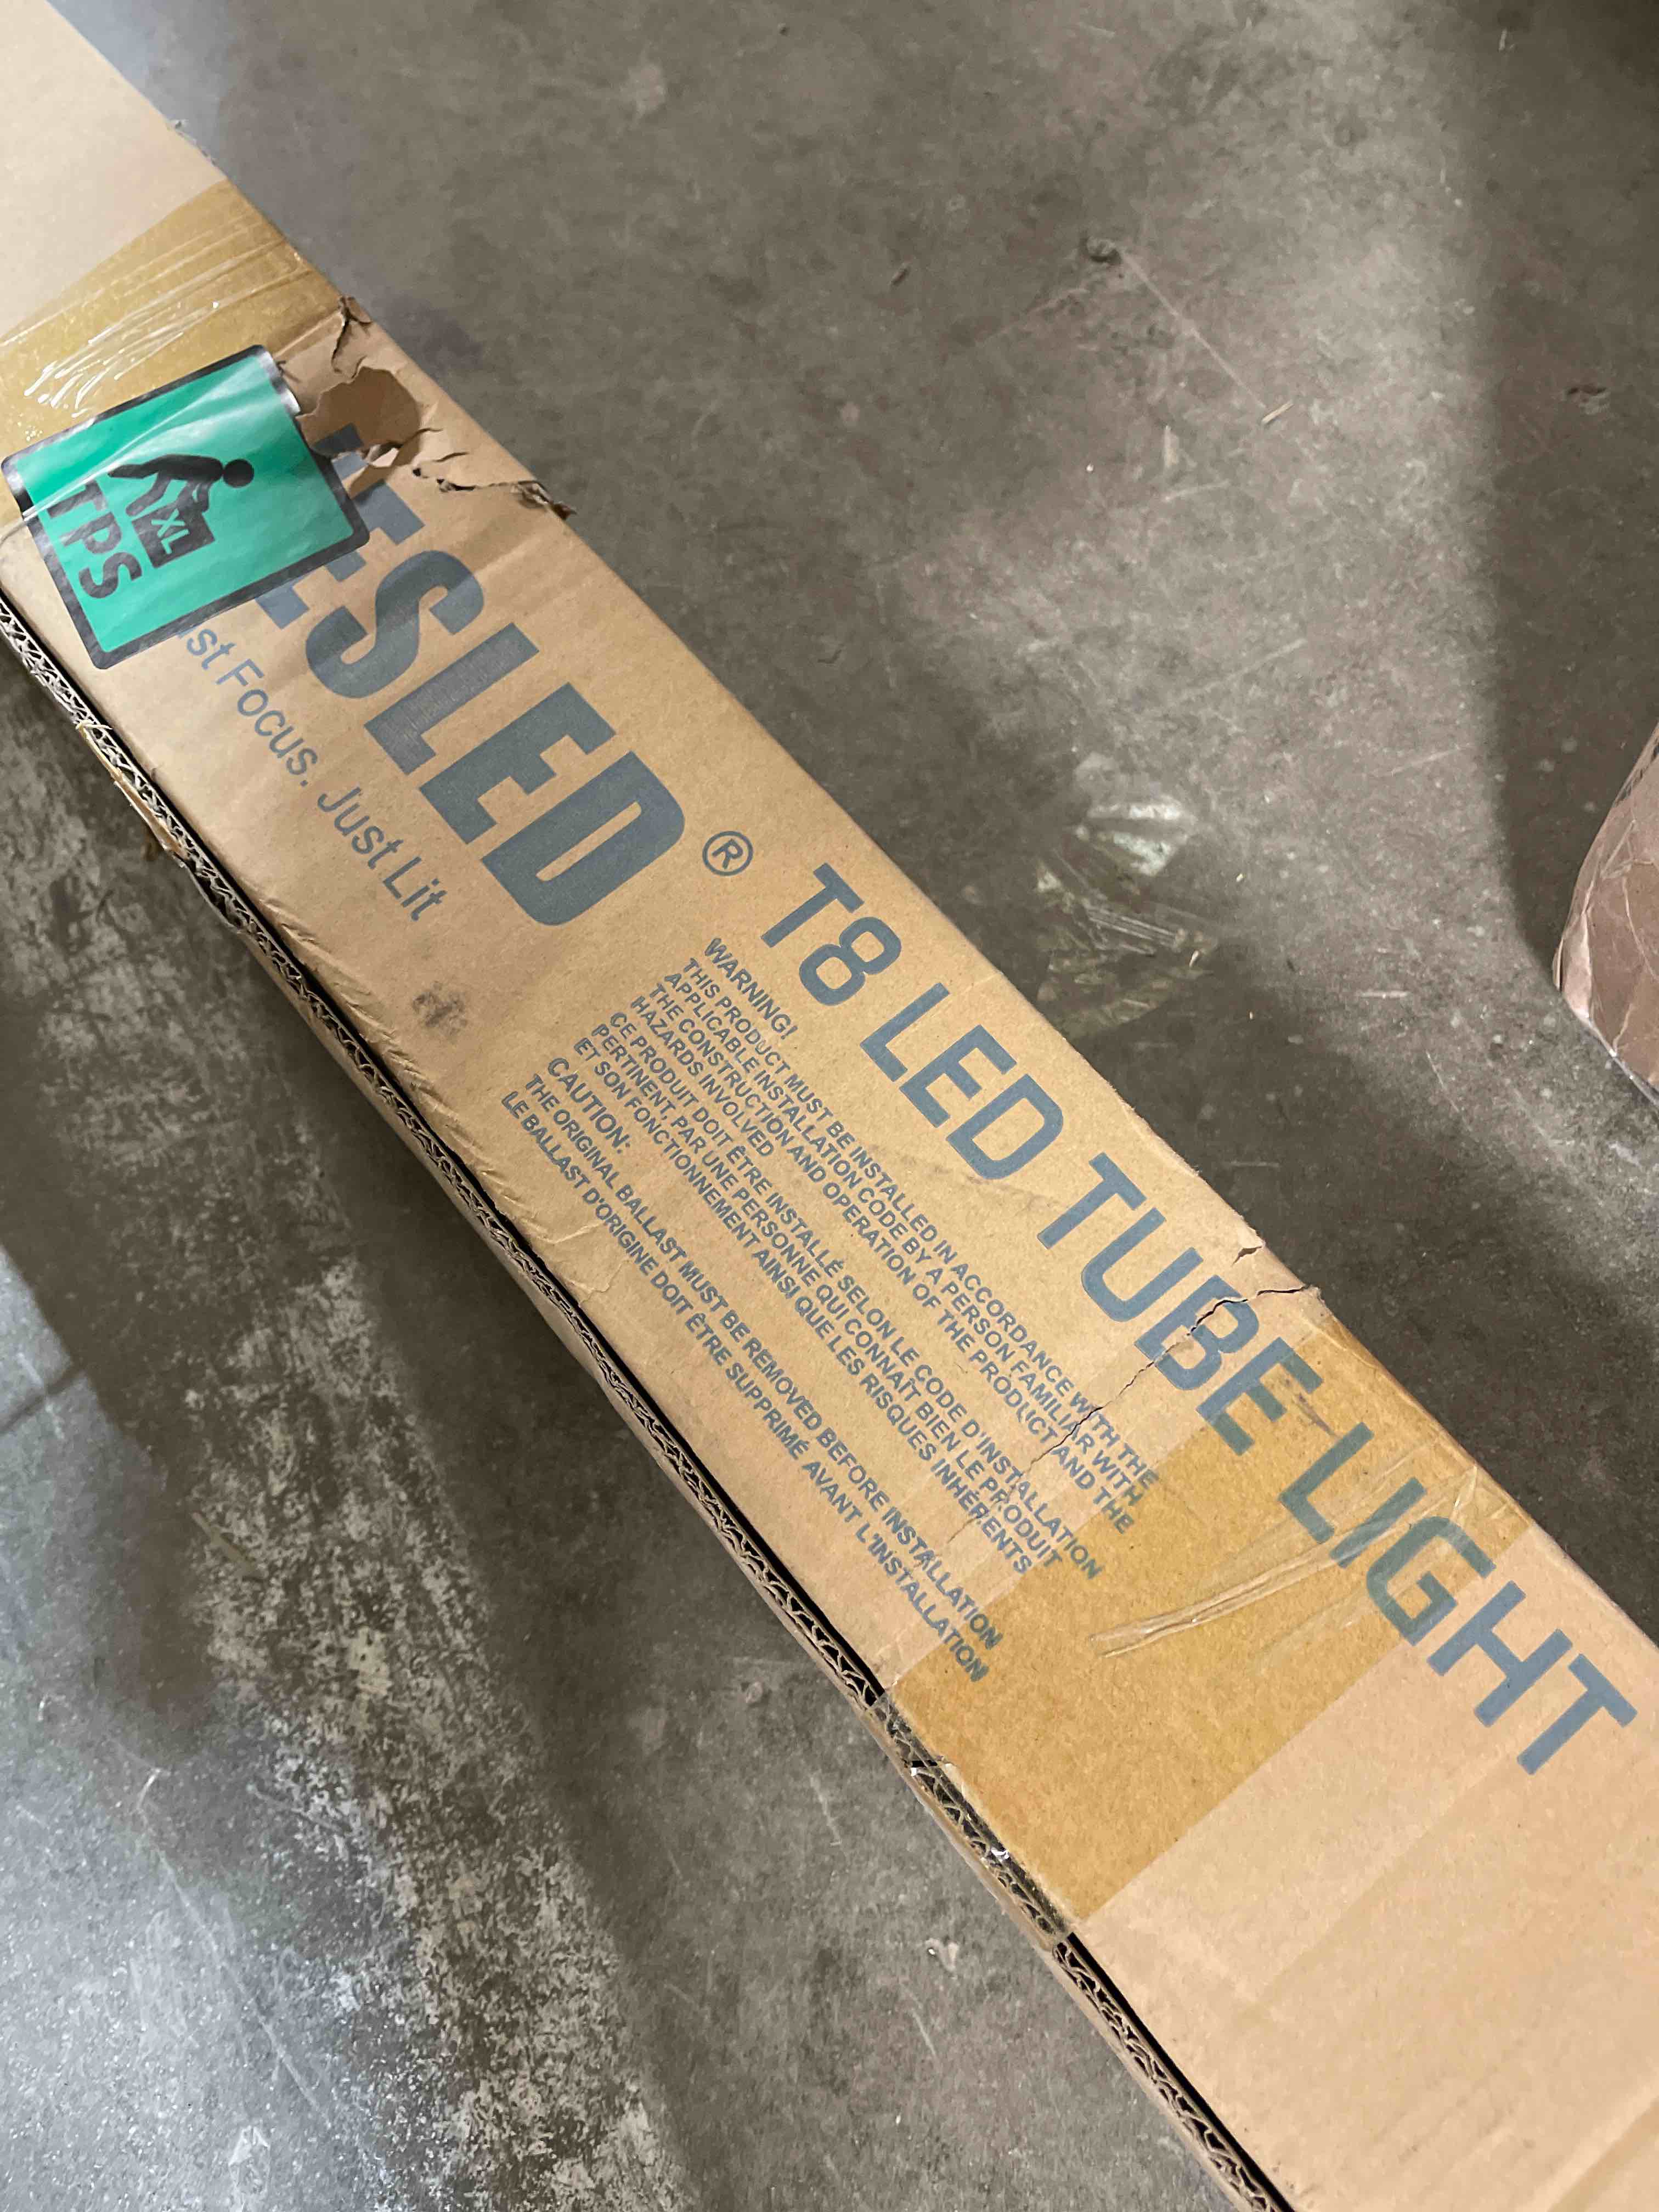 XL
TPS
ESLED®
st Focus. Just Lit
T8 LED TUBE LIGHT
WARNING!
THIS PRODUCT MUST BE INSTALLED IN ACCORDANCE WITH THE
APPLICABLE INSTALLATION CODE BY A PERSON FAMILIAR WITH
THE CONSTRUCTION AND OPERATION OF THE PRODUCT AND THE
HAZARDS INVOLVED
CE PRODUIT DOIT ÊTRE INSTALLÉ SELON LE CODE D'INSTALLATION
PERTINENT, PAR UNE PERSONNE QUI CONNAÎT BIEN LE PRODUIT
ET SON FONCTIONNEMENT AINSI QUE LES RISQUES INHÉRENTS
CAUTION:
THE ORIGINAL BALLAST MUST BE REMOVED BEFORE INSTALLATION
LE BALLAST D'ORIGINE DOIT ÊTRE SUPPRIMÉ AVANT L'INSTALLATION